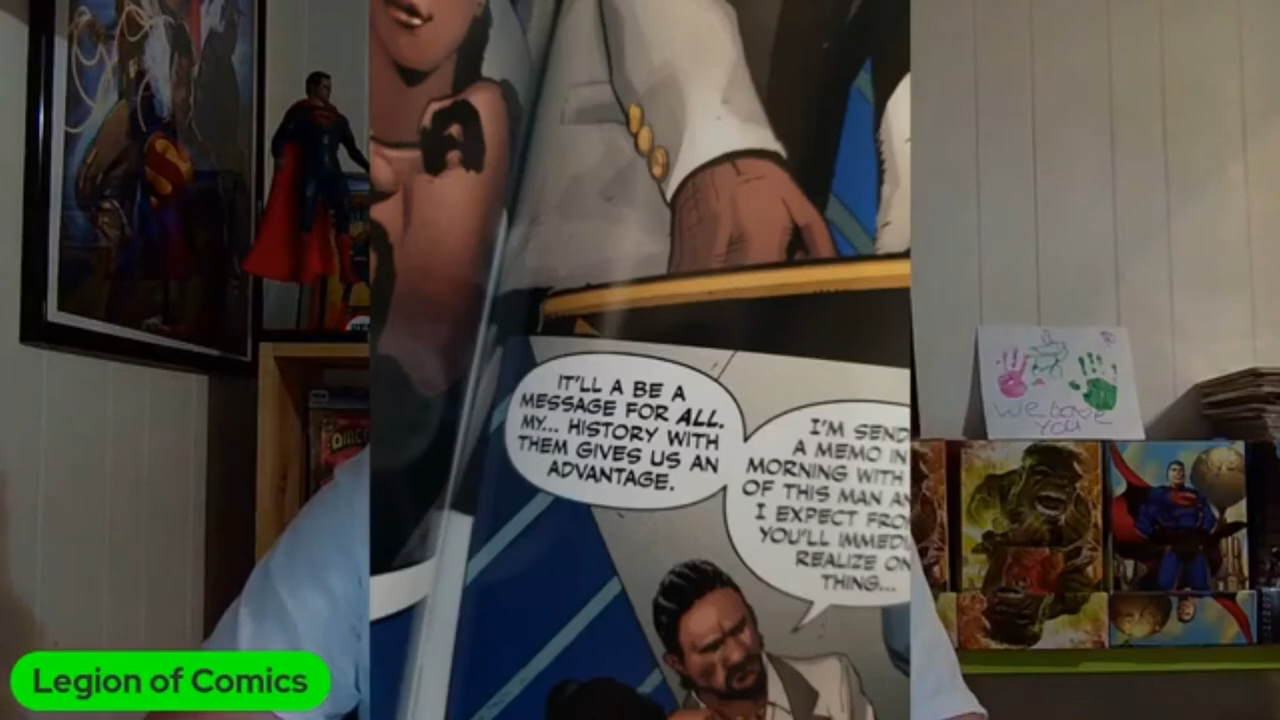 IT'LL A BE A
MESSAGE FOR ALL.
MY... HISTORY WITH
THEM GIVES US AN
ADVANTAGE.
I'M SEND
A MEMO IN
MORNING WITH
OF THIS MAN AN
I EXPECT FRO
YOU'LL IMMEDI
REALIZE ON
THING...
We Love
YOU
Legion of Comics